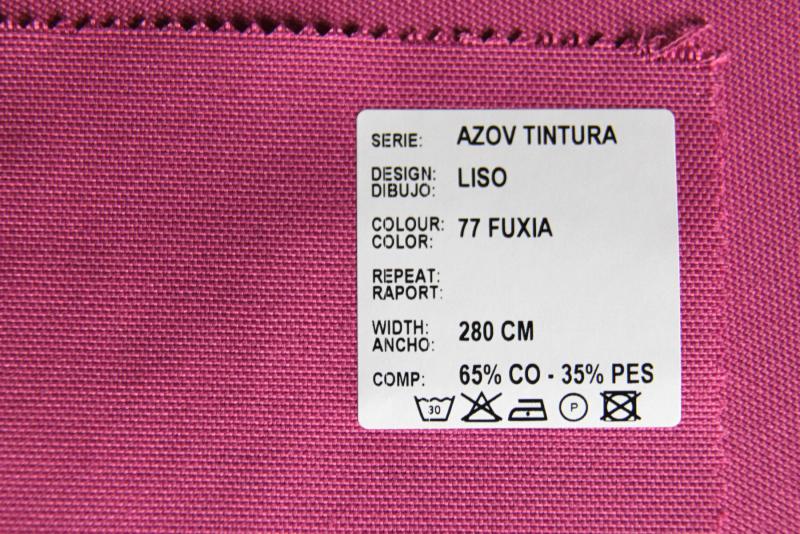 SERIE: AZOV TINTURA
DESIGN:
DIBUJO: LISO
COLOUR:
COLOR: 77 FUXIA
REPEAT:
RAPORT:
WIDTH:
ANCHO: 280 CM
COMP: 65% CO - 35% PES
30 P